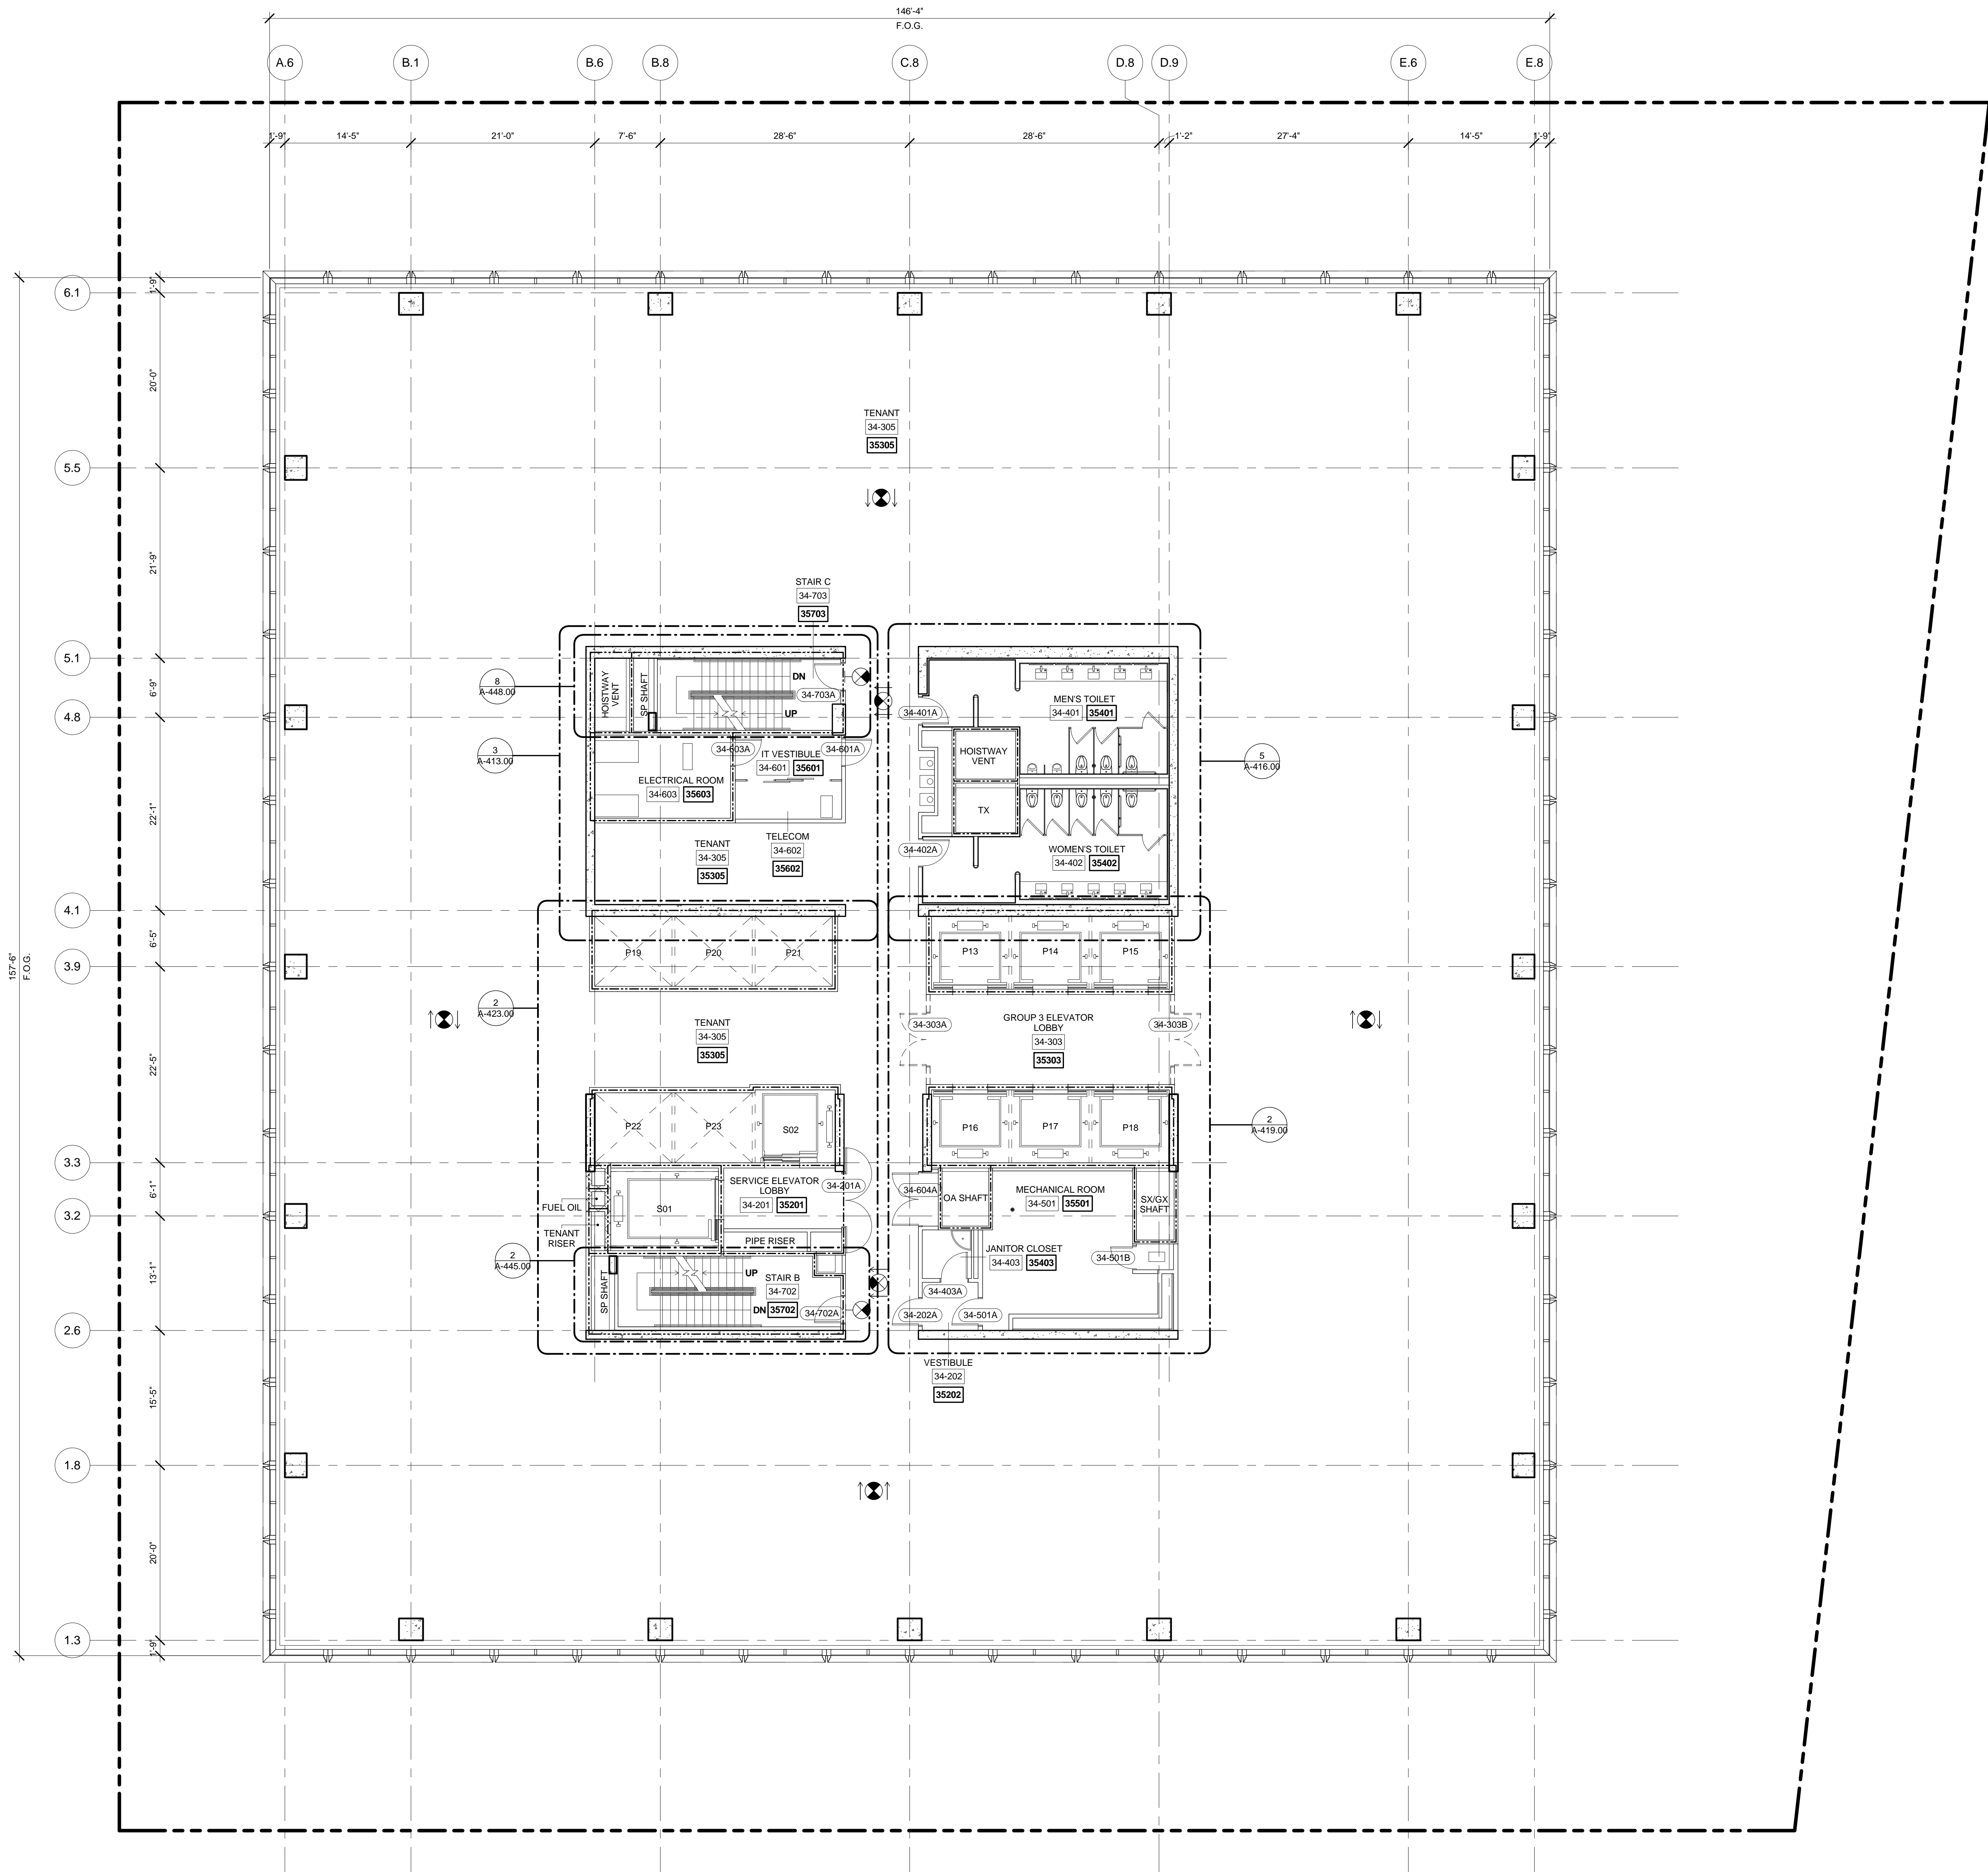 146'-4"
F.O.G.
A.6
B.1
B.6
B.8
C.8
D.8
D.9
E.6
E.8
1'-9"
14'-5"
21'-0"
7'-6"
28'-6"
28'-6"
1'-2"
27'-4"
14'-5"
1'-9"
157'-6"
F.O.G.
6.1
5.5
5.1
4.8
4.1
3.9
3.3
3.2
2.6
1.8
1.3
1'-9"
20'-0"
21'-9"
6'-9"
22'-1"
6'-5"
22'-5"
6'-1"
13'-1"
15'-5"
20'-0"
1'-9"
TENANT
34-305
35305
STAIR C
34-703
35703
8
A-448.00
3
A-413.00
HOISTWAY
VENT
SP SHAFT
DN
UP
34-703A
34-603A
34-601A
IT VESTIBULE
34-601 35601
ELECTRICAL ROOM
34-603 35603
TELECOM
34-602
35602
TENANT
34-305
35305
34-401A
MEN'S TOILET
34-401 35401
HOISTWAY
VENT
TX
34-402A
WOMEN'S TOILET
34-402 35402
5
A-416.00
P19
P20
P21
P13
P14
P15
2
A-423.00
TENANT
34-305
35305
34-303A
GROUP 3 ELEVATOR
LOBBY
34-303
35303
34-303B
P22
P23
S02
P16
P17
P18
2
A-419.00
SERVICE ELEVATOR
LOBBY
34-201 35201
34-201A
S01
FUEL OIL
TENANT
RISER
PIPE RISER
34-604A
OA SHAFT
MECHANICAL ROOM
34-501 35501
SX/GX
SHAFT
JANITOR CLOSET
34-403 35403
34-501B
2
A-445.00
SP SHAFT
UP
STAIR B
34-702
DN 35702
34-702A
34-403A
34-202A
34-501A
VESTIBULE
34-202
35202